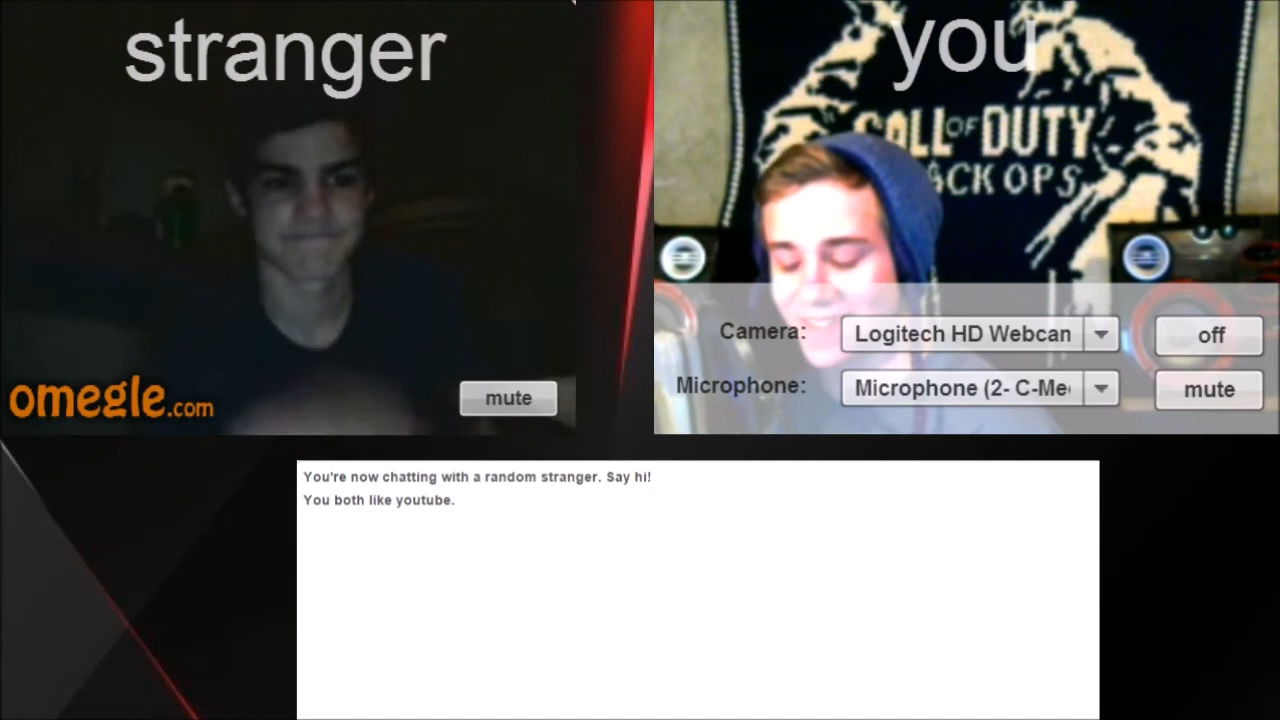 stranger
you
CALL OF DUTY
BLACK OPS
Camera:
Logitech HD Webcan
off
Microphone:
Microphone (2- C-Me
mute
omegle.com
mute
You're now chatting with a random stranger. Say hi!
You both like youtube.